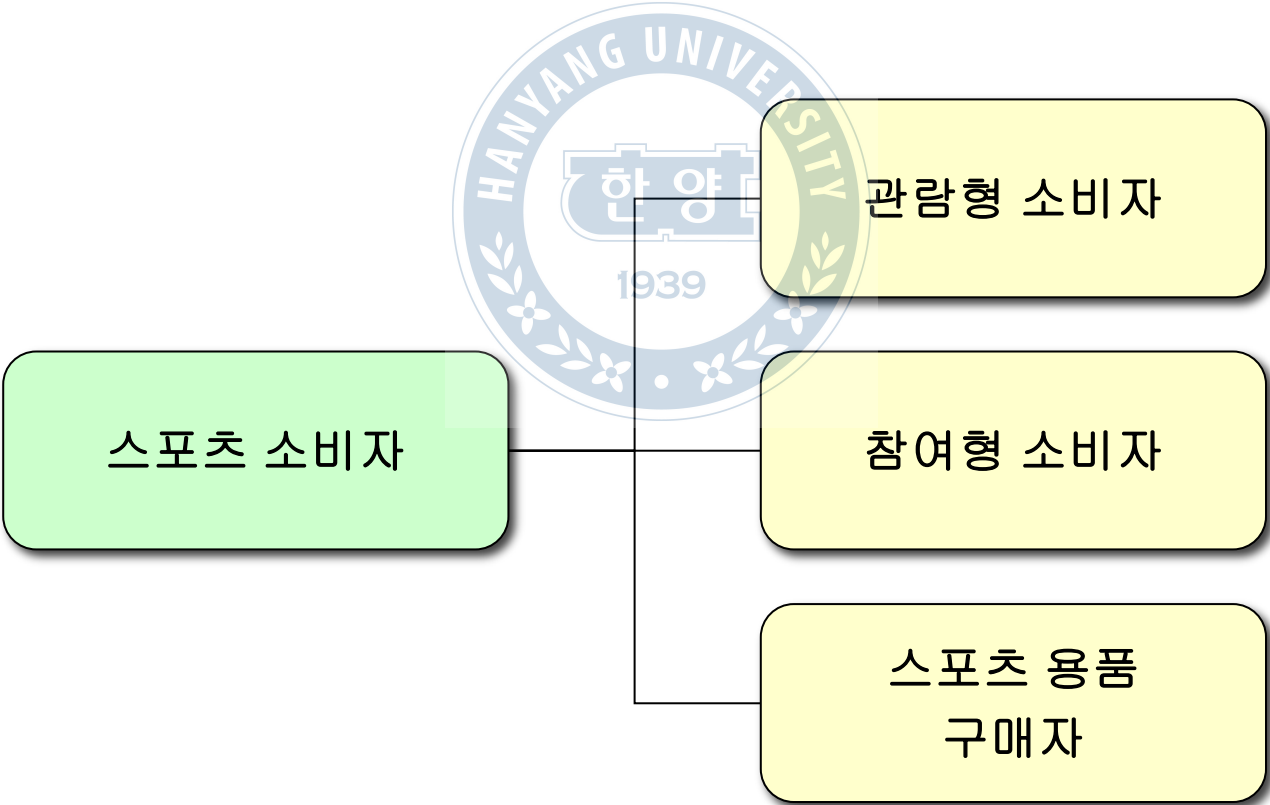 HANYANG UNIVERSITY
한양
1939
관람형 소비자
스포츠 소비자
참여형 소비자
스포츠 용품
구매자